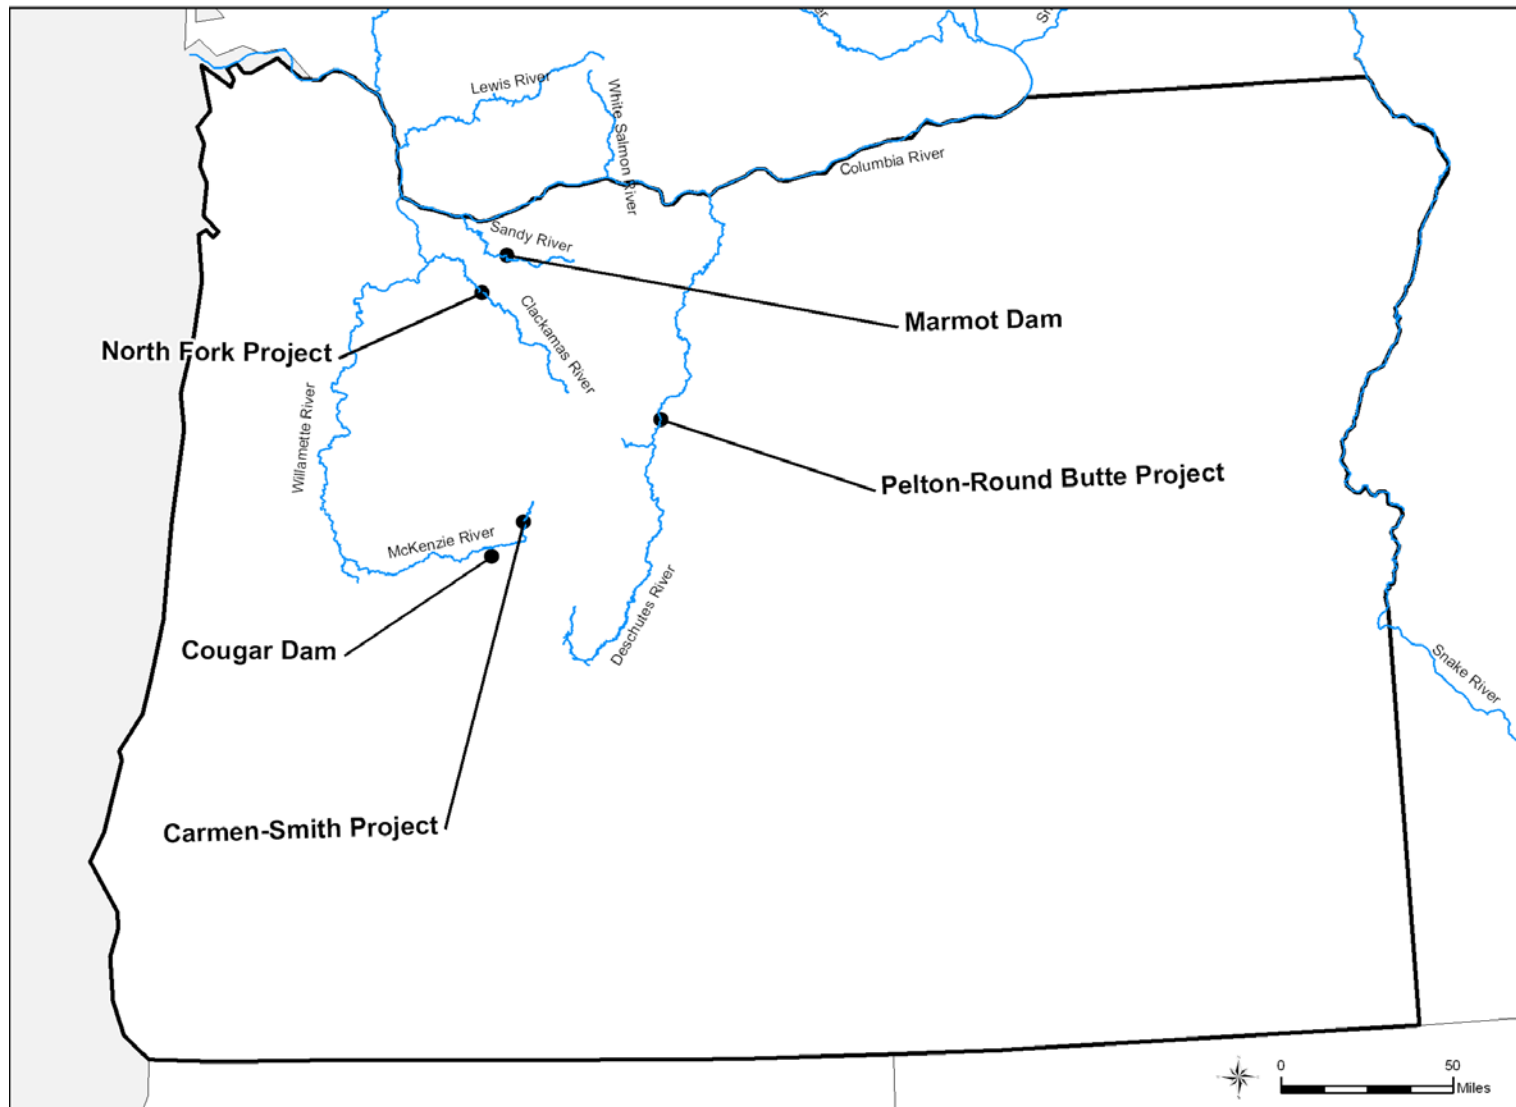 Lewis River
White Salmon River
Columbia River
Sandy River
Marmot Dam
North Fork Project
Clackamas River
Willamette River
Pelton-Round Butte Project
McKenzie River
Deschutes River
Cougar Dam
Snake River
Carmen-Smith Project
0 50
Miles